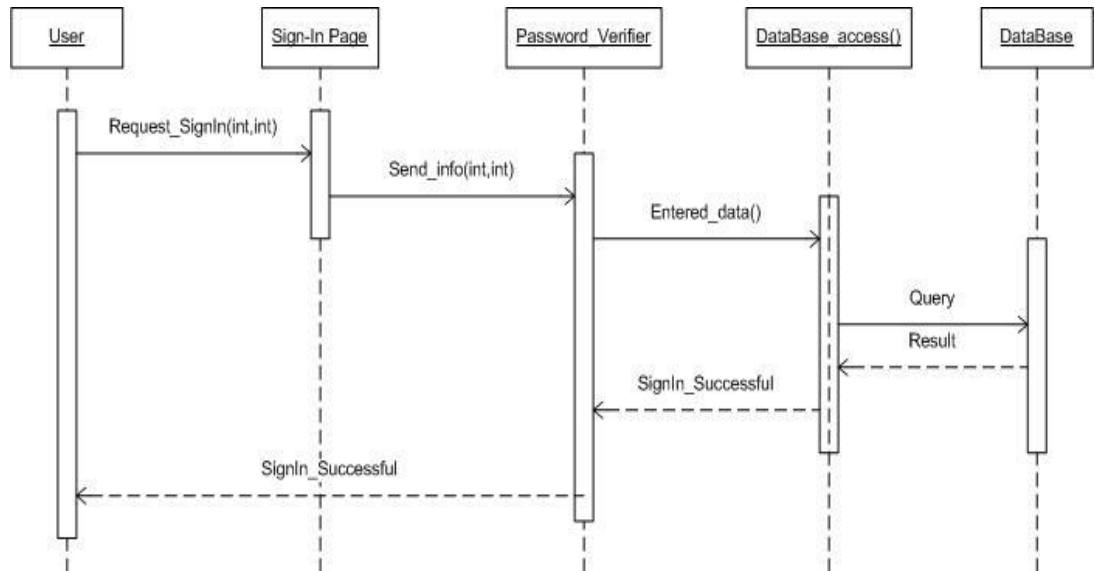 User
Sign-In Page
Password_Verifier
DataBase_access()
DataBase
Request_SignIn(int,int)
Send_info(int,int)
Entered_data()
Query
Result
SignIn_Successful
SignIn_Successful